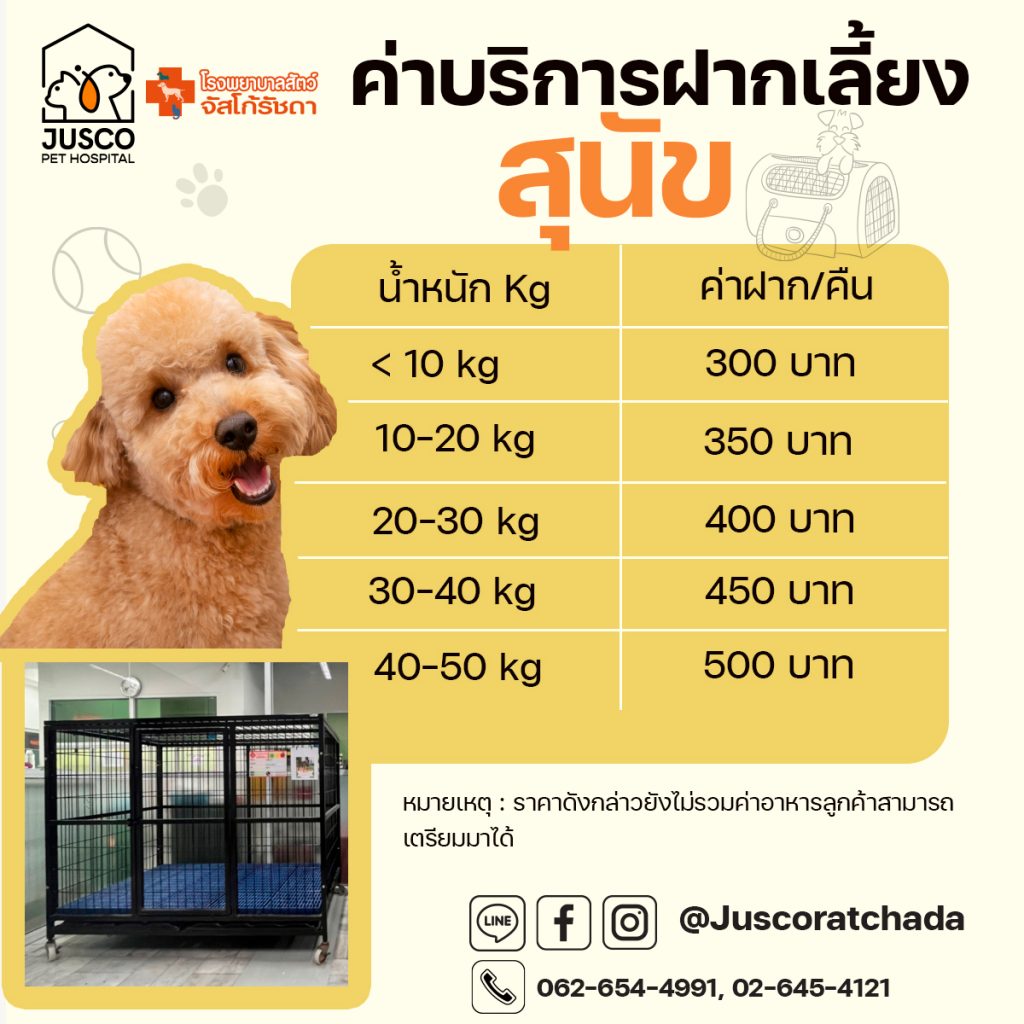 JUSCO
PET HOSPITAL
โรงพยาบาลสัตว์
จัสโก้รัชดา
ค่าบริการฝากเลี้ยง
สุนัข
น้ำหนัก Kg ค่าฝาก/คืน
< 10 kg 300 บาท
10-20 kg 350 บาท
20-30 kg 400 บาท
30-40 kg 450 บาท
40-50 kg 500 บาท
หมายเหตุ : ราคาดังกล่าวยังไม่รวมค่าอาหารลูกค้าสามารถ
เตรียมมาได้
LINE @Juscoratchada
062-654-4991, 02-645-4121